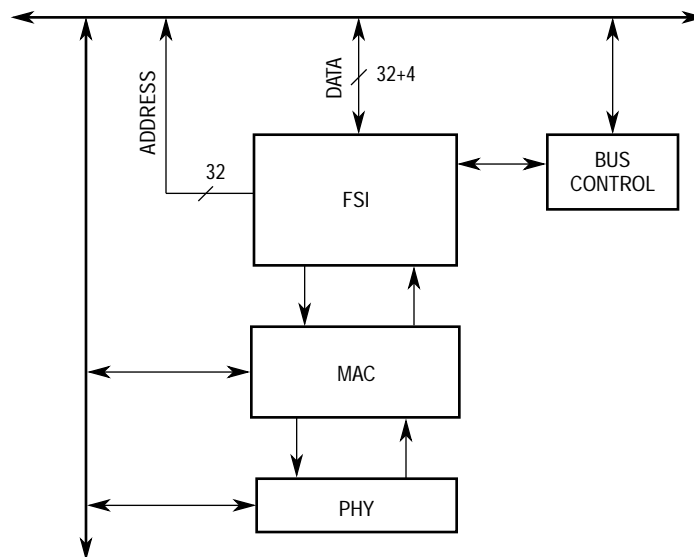 ADDRESS
DATA
32+4
32
FSI
BUS
CONTROL
MAC
PHY